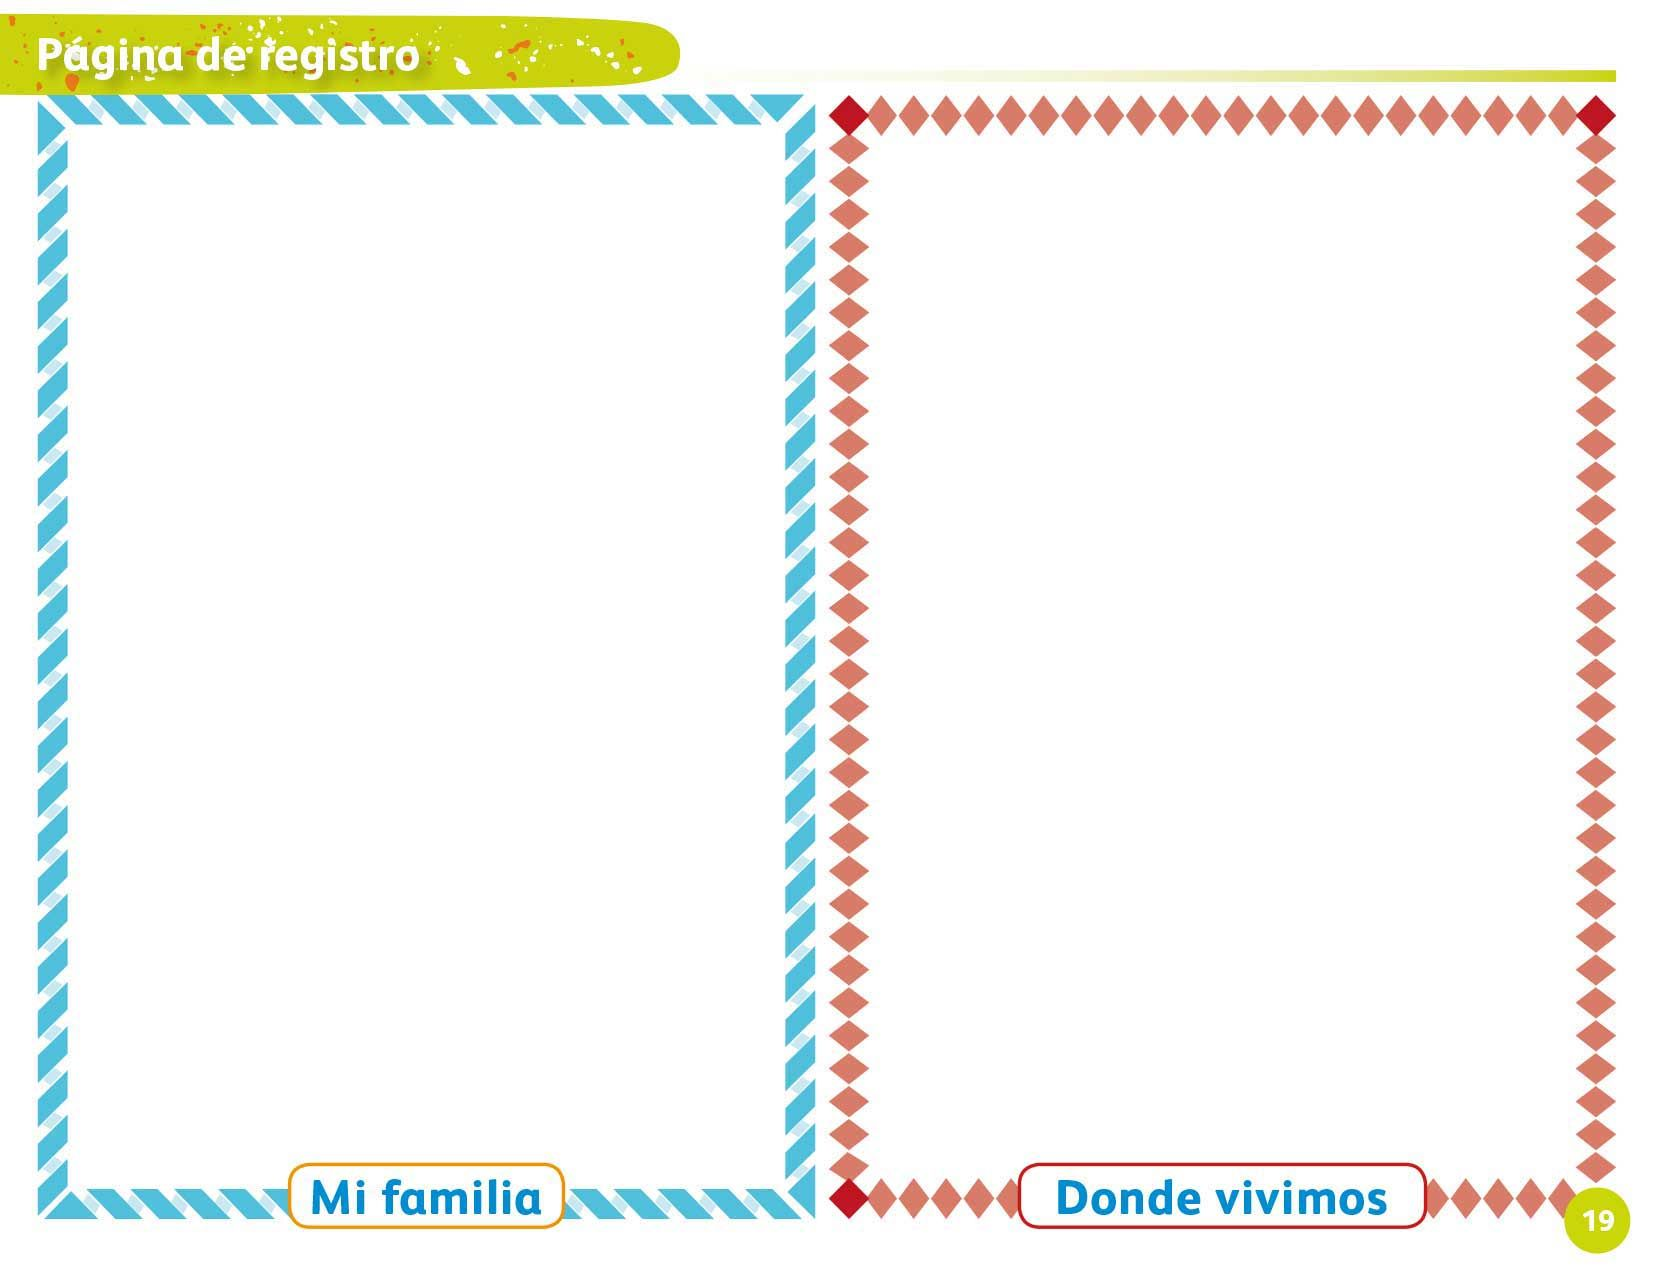 Página de registro
Mi familia
Donde vivimos
19